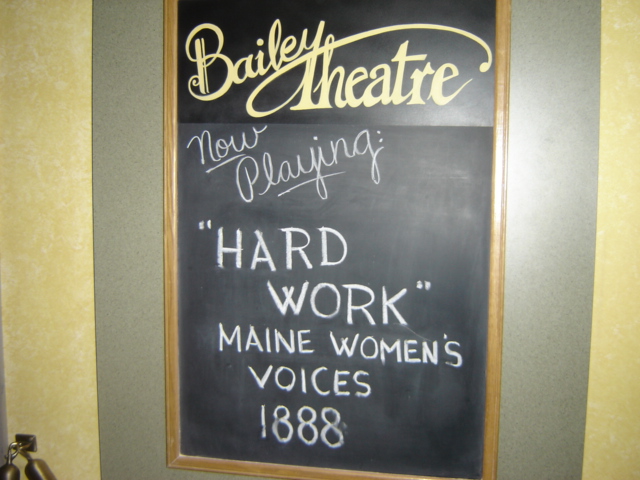 Bailey
Theatre
Now
Playing:
"HARD
WORK"
MAINE WOMEN'S
VOICES
1888